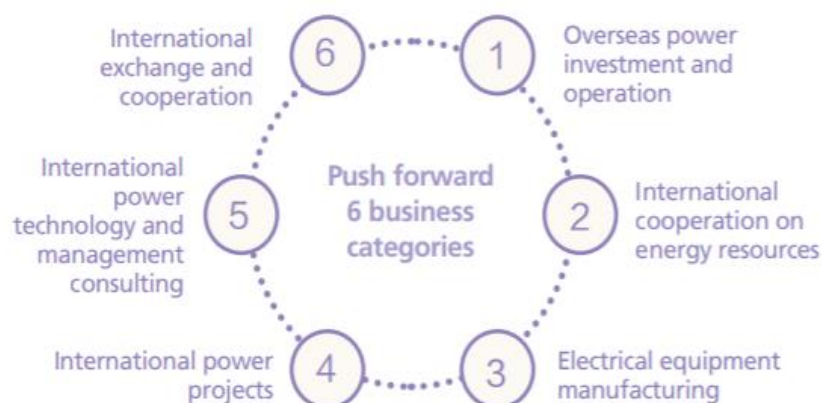 1
Overseas power
investment and
operation
2
International
cooperation on
energy resources
3
Electrical equipment
manufacturing
4
International power
projects
5
International
power
technology and
management
consulting
6
International
exchange and
cooperation
Push forward
6 business
categories